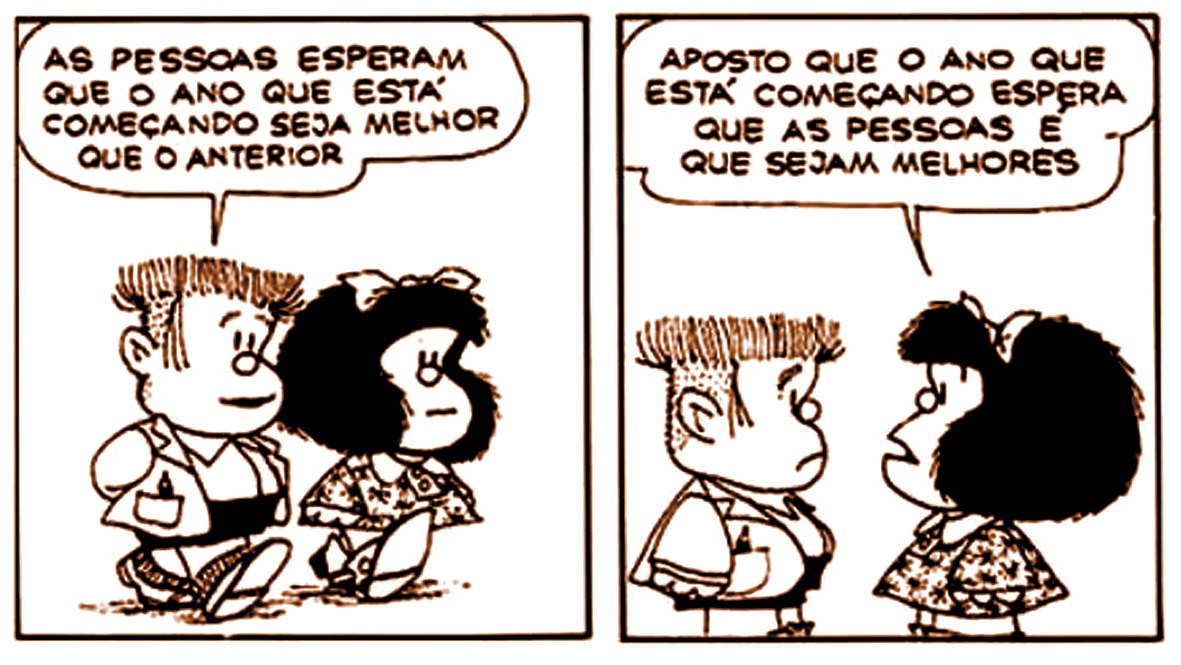 AS PESSOAS ESPERAM
QUE O ANO QUE ESTÁ
COMEÇANDO SEJA MELHOR
QUE O ANTERIOR
APOSTO QUE O ANO QUE
ESTÁ COMEÇANDO ESPERA
QUE AS PESSOAS É
QUE SEJAM MELHORES